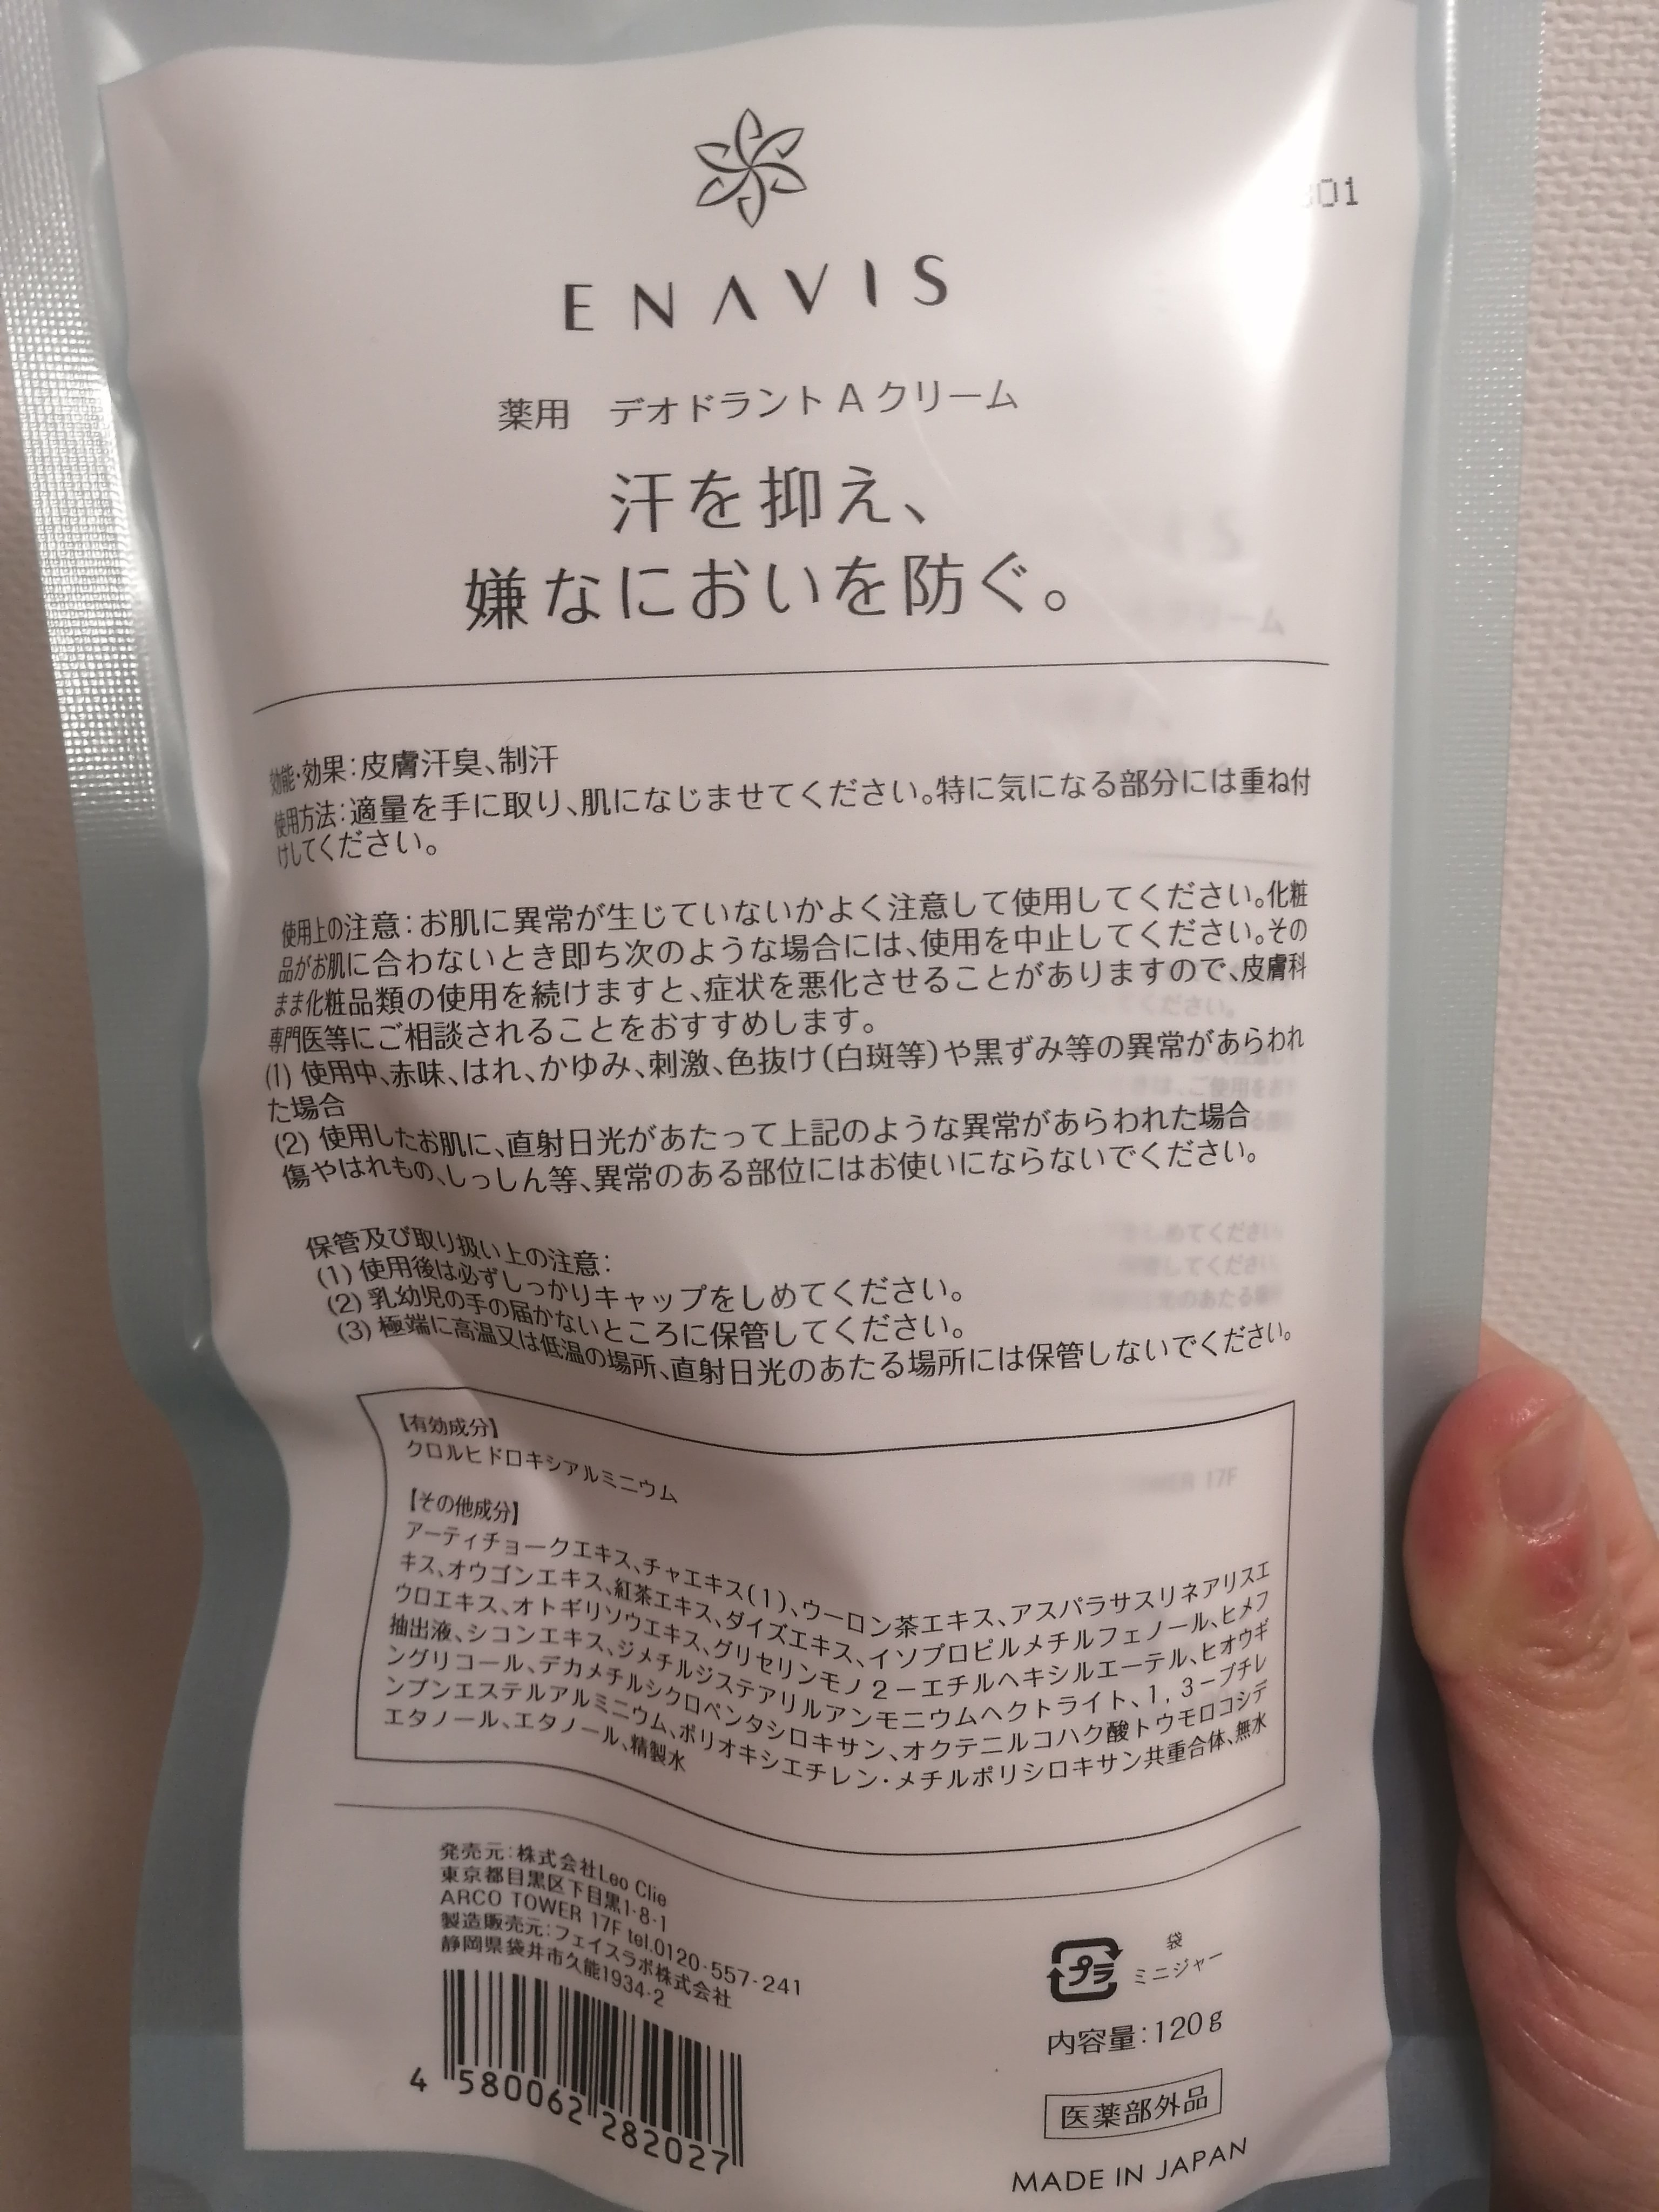 01
ENAVIS
薬用 デオドラント A クリーム
汗を抑え、
嫌なにおいを防ぐ。
効能・効果：皮膚汗臭、制汗
使用方法：適量を手に取り、肌になじませてください。特に気になる部分には重ね付
けしてください。
使用上の注意：お肌に異常が生じていないかよく注意して使用してください。化粧
品がお肌に合わないとき即ち次のような場合には、使用を中止してください。その
まま化粧品類の使用を続けますと、症状を悪化させることがありますので、皮膚科
専門医等にご相談されることをおすすめします。
(1) 使用中、赤味、はれ、かゆみ、刺激、色抜け(白斑等)や黒ずみ等の異常があらわれ
た場合
(2) 使用したお肌に、直射日光があたって上記のような異常があらわれた場合
傷やはれもの、しっしん等、異常のある部位にはお使いにならないでください。
保管及び取り扱い上の注意：
(1) 使用後は必ずしっかりキャップをしめてください。
(2) 乳幼児の手の届かないところに保管してください。
(3) 極端に高温又は低温の場所、直射日光のあたる場所には保管しないでください。
【有効成分】
クロルヒドロキシアルミニウム
【その他成分】
アーティチョークエキス、チャエキス(1)、ウーロン茶エキス、アスパラサスリネアリスエ
キス、オウゴンエキス、紅茶エキス、ダイズエキス、イソプロピルメチルフェノール、ヒメフ
ウロエキス、オトギリソウエキス、グリセリンモノ2－エチルヘキシルエーテル、ヒオウギ
抽出液、シコンエキス、ジメチルジステアリルアンモニウムヘクトライト、1,3－ブチレ
ングリコール、デカメチルシクロペンタシロキサン、オクテニルコハク酸トウモロコシデ
ンプンエステルアルミニウム、ポリオキシエチレン・メチルポリシロキサン共重合体、無水
エタノール、エタノール、精製水
発売元：株式会社Leo Clie
東京都目黒区下目黒1-8-1
ARCO TOWER 17F tel.0120-557-241
製造販売元：フェイスラボ株式会社
静岡県袋井市久能1934-2
4 580062 282027
プラ
袋
ミニジャー
内容量：120g
医薬部外品
MADE IN JAPAN